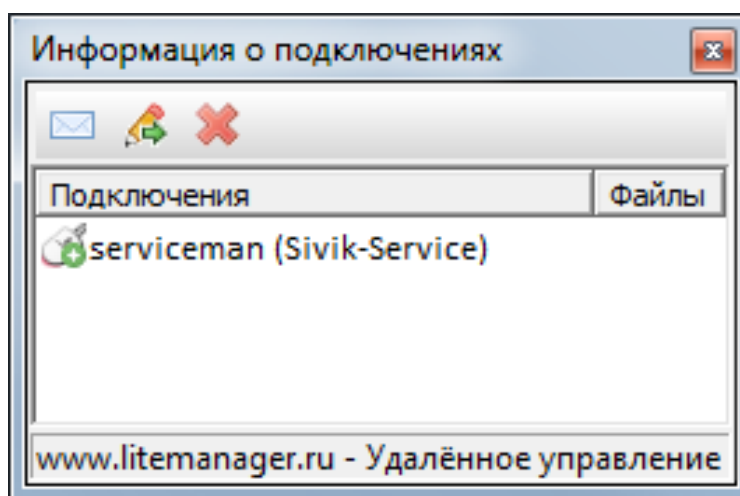 Информация о подключениях
Подключения Файлы
serviceman (Sivik-Service)
www.litemanager.ru - Удалённое управление